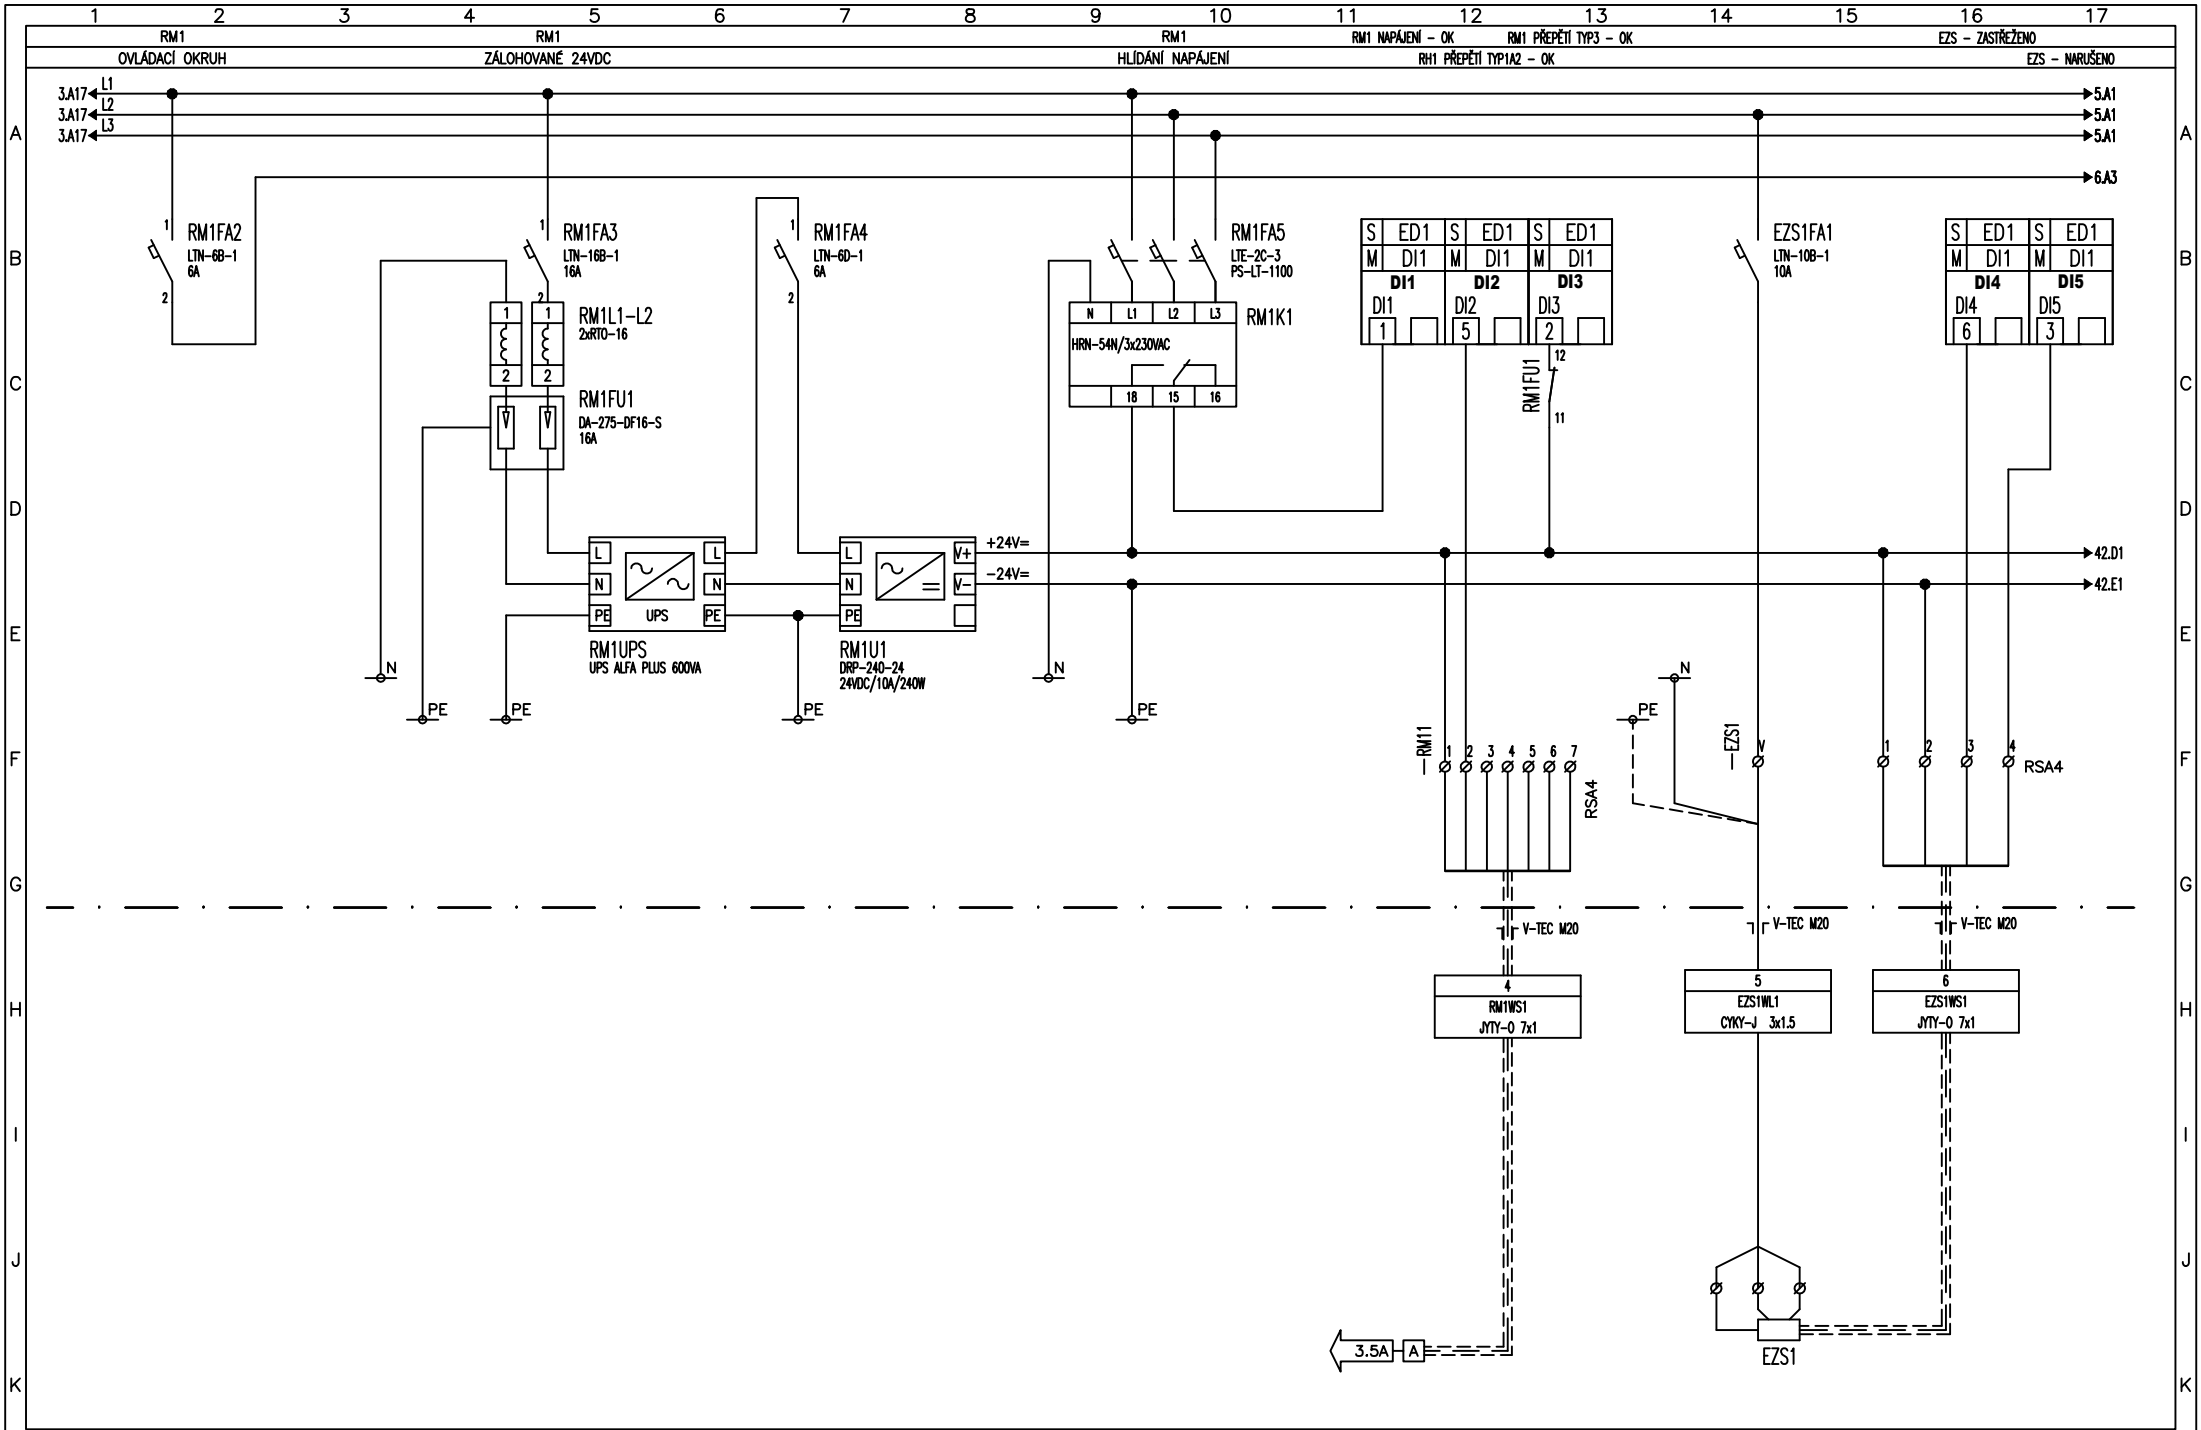 1 2 3 4 5 6 7 8 9 10 11 12 13 14 15 16 17
RM1 RM1 RM1 RM1 NAPÁJENÍ - OK RM1 PŘEPĚTÍ TYP3 - OK EZS - ZASTŘEŽENO
OVLÁDACÍ OKRUH ZÁLOHOVANÉ 24VDC HLÍDÁNÍ NAPÁJENÍ RH1 PŘEPĚTÍ TYP1A2 - OK EZS - NARUŠENO
3.A17 L1 5.A1
3.A17 L2 5.A1
A 3.A17 L3 5.A1 A
6.A3
B B
1
RM1FA2
LTN-6B-1
6A
2
1
RM1FA3
LTN-16B-1
16A
2
1 1
RM1L1-L2
2xRTO-16
2 2
RM1FU1
DA-275-DF16-S
16A
1
RM1FA4
LTN-6D-1
6A
2
RM1FA5
LTE-2C-3
PS-LT-1100
N L1 L2 L3
RM1K1
HRN-54N/3x230VAC
18 15 16
S ED1 S ED1 S ED1
M DI1 M DI1 M DI1
DI1 DI2 DI3
DI1 DI2 DI3
1 5 2
12
RM1FU1
11
EZS1FA1
LTN-10B-1
10A
S ED1 S ED1
M DI1 M DI1
DI4 DI5
DI4 DI5
6 3
C C
D D
L L
N N
PE UPS PE
RM1UPS
UPS ALFA PLUS 600VA
L V+
N V-
PE
RM1U1
DRP-240-24
24VDC/10A/240W
+24V=
-24V=
42.D1
42.E1
E E
N N N
PE PE PE PE PE
F F
-RM11
1 2 3 4 5 6 7
RSA4
-EZS1
V
1 2 3 4
RSA4
G G
V-TEC M20 V-TEC M20 V-TEC M20
H H
4
RM1WS1
JYTY-O 7x1
5
EZS1WL1
CYKY-J 3x1.5
6
EZS1WS1
JYTY-O 7x1
I I
J J
3.5A A
EZS1
K K